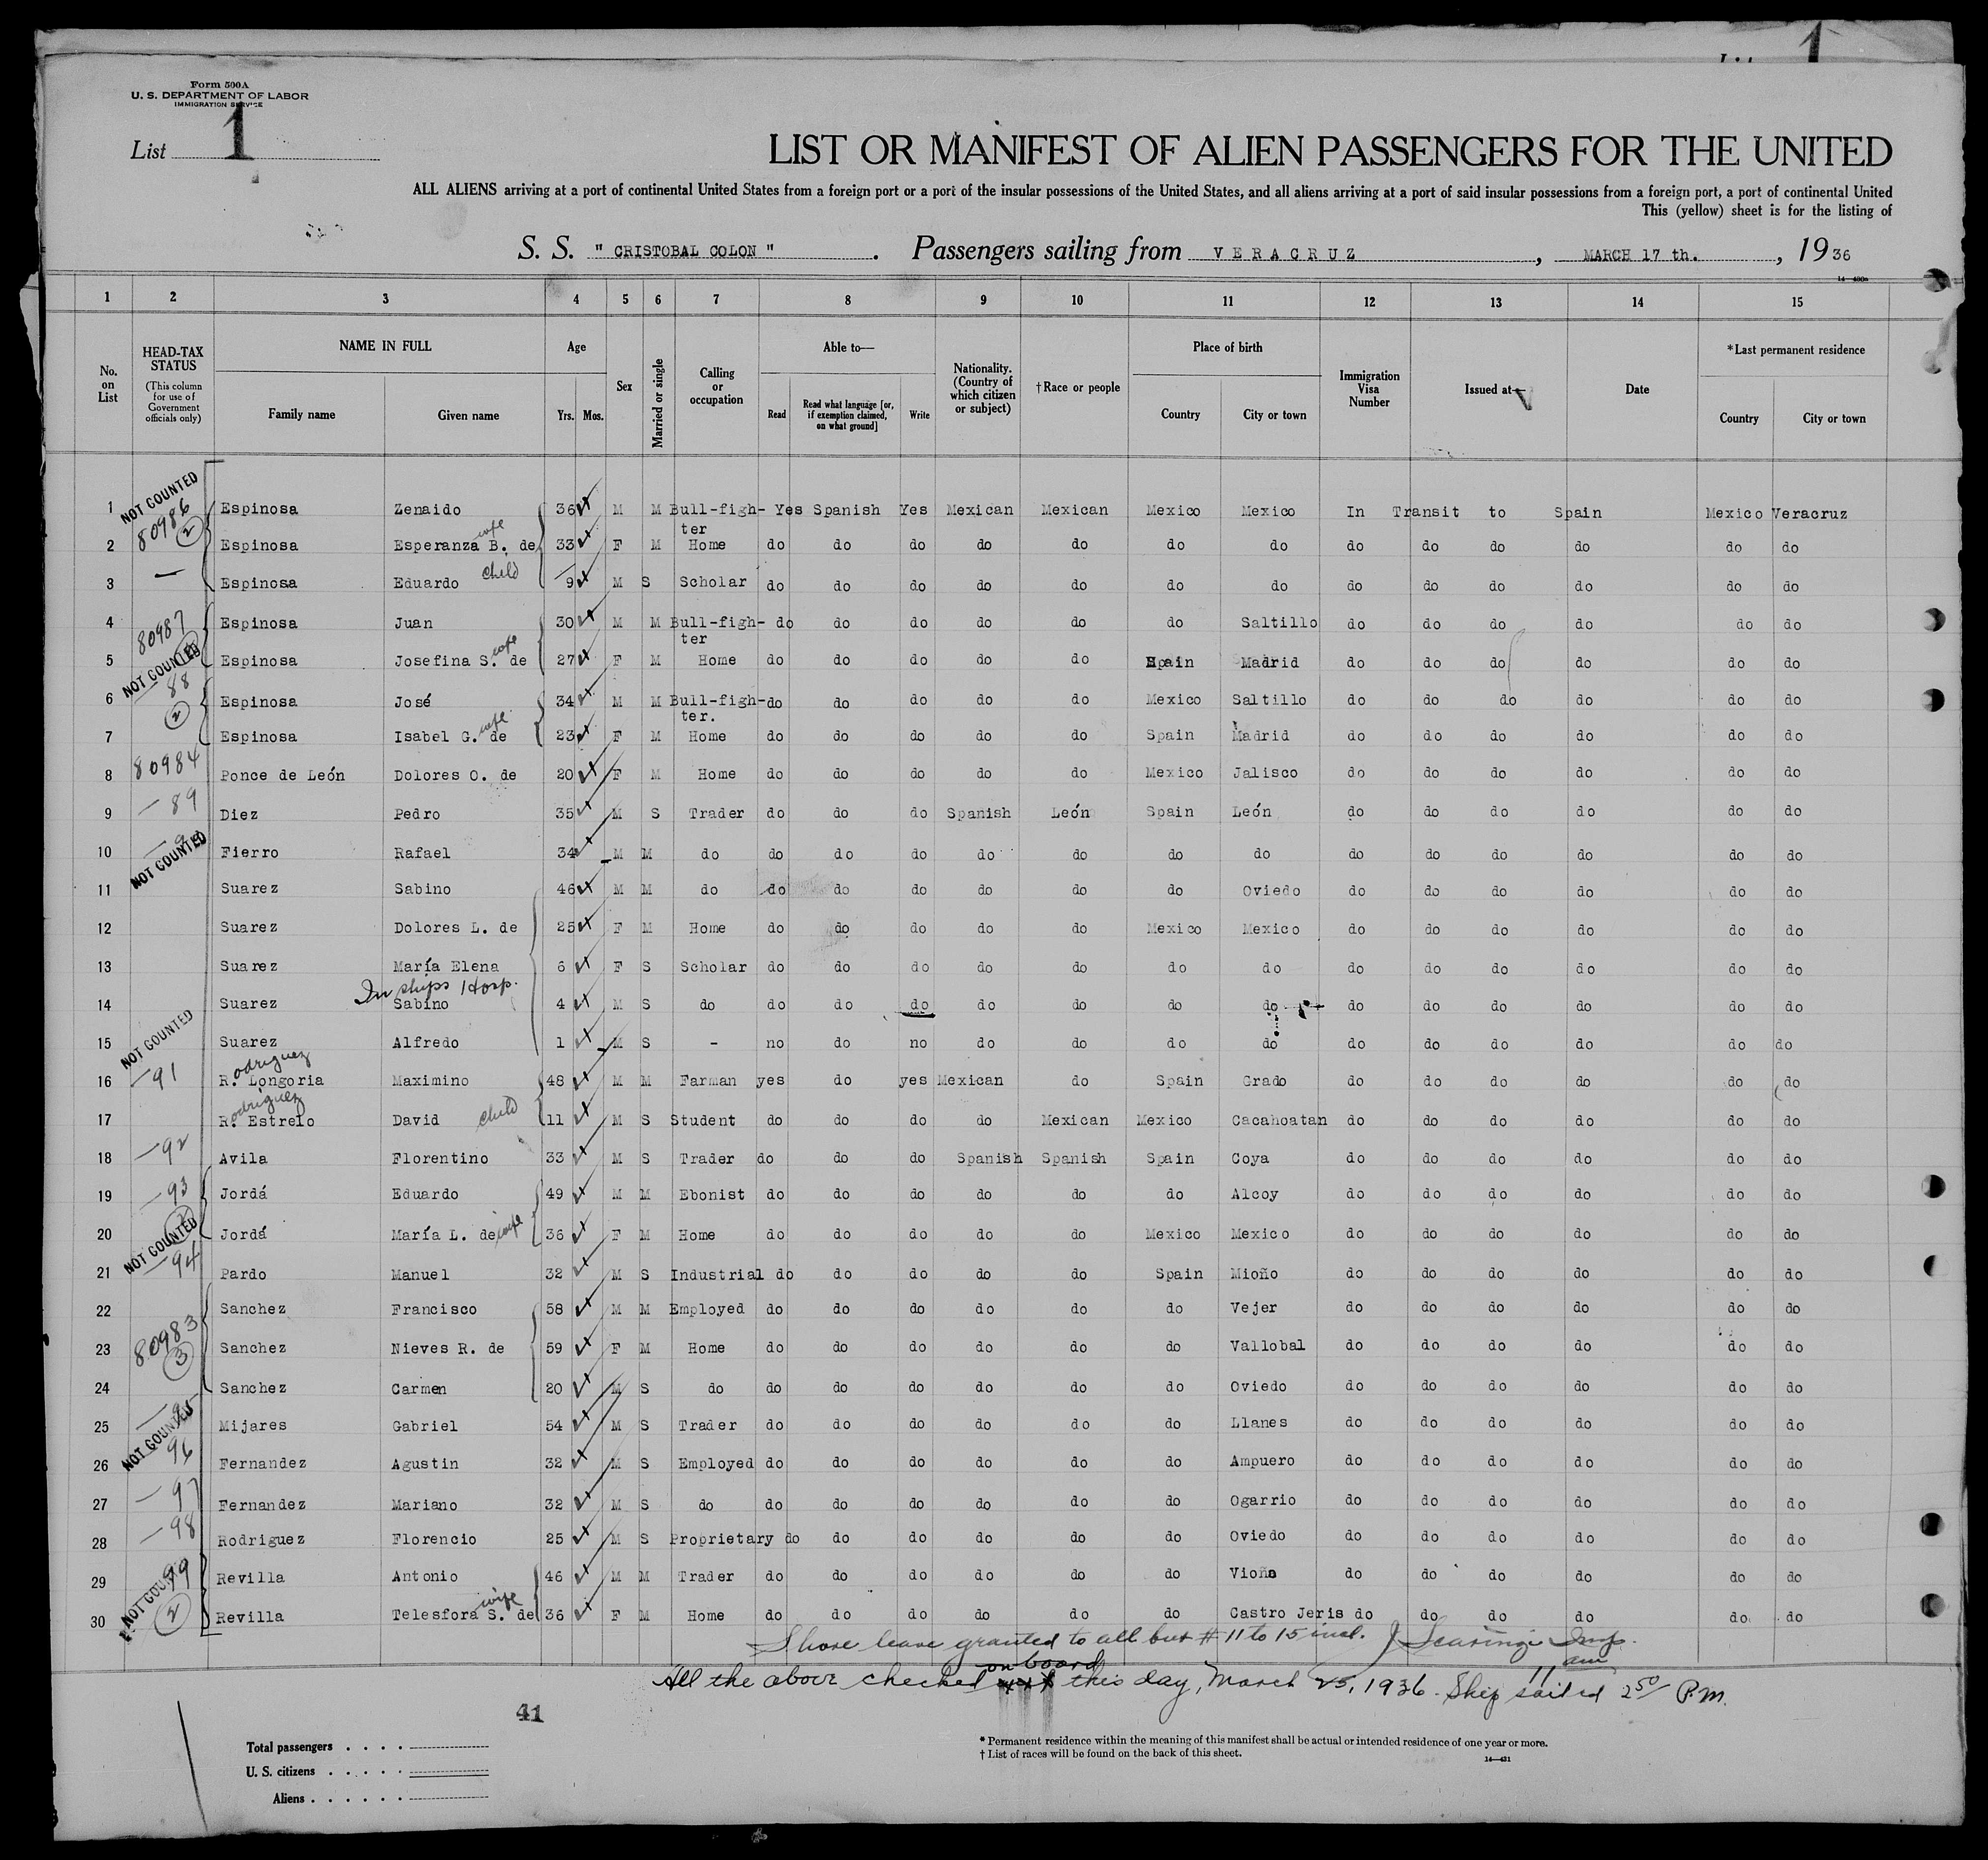 1
Form 500A
U. S. DEPARTMENT OF LABOR
IMMIGRATION SERVICE
List 1
LIST OR MANIFEST OF ALIEN PASSENGERS FOR THE UNITED
ALL ALIENS arriving at a port of continental United States from a foreign port or a port of the insular possessions of the United States, and all aliens arriving at a port of said insular possessions from a foreign port, a port of continental United
This (yellow) sheet is for the listing of
S. S. " CRISTOBAL COLON " . Passengers sailing from VERACRUZ , MARCH 17 th. , 1936
1 2 3 4 5 6 7 8 9 10 11 12 13 14 15
No. on List HEAD-TAX STATUS (This column for use of Government officials only) NAME IN FULL Family name Given name Age Yrs. Mos. Sex Married or single Calling or occupation Able to— Read Read what language [or, if exemption claimed, on what ground] Write Nationality. (Country of which citizen or subject) †Race or people Place of birth Country City or town Immigration Visa Number Issued at— Date *Last permanent residence Country City or town
1 NOT COUNTED 80986 Espinosa Zenaido 36 M M Bull-figh-ter Yes Spanish Yes Mexican Mexican Mexico Mexico In Transit to Spain Mexico Veracruz
2 2 Espinosa Esperanza B. de wife 33 F M Home do do do do do do do do do do do do do
3 — Espinosa Eduardo child 9 M S Scholar do do do do do do do do do do do do do
4 80987 Espinosa Juan 30 M M Bull-figh-ter do do do do do do Saltillo do do do do do do
5 NOT COUNTED Espinosa Josefina S. de wife 27 F M Home do do do do do Spain Madrid do do do do do do
6 88 Espinosa José 34 M M Bull-figh-ter. do do do do do Mexico Saltillo do do do do do do
7 2 Espinosa Isabel G. de wife 23 F M Home do do do do do Spain Madrid do do do do do do
8 80984 Ponce de León Dolores O. de 20 F M Home do do do do do Mexico Jalisco do do do do do do
9 — 89 Diez Pedro 35 M S Trader do do do Spanish León Spain León do do do do do do
10 NOT COUNTED Fierro Rafael 34 M M do do do do do do do do do do do do do do
11 Suarez Sabino 46 M M do do do do do do do Oviedo do do do do do do
12 Suarez Dolores L. de 25 F M Home do do do do do Mexico Mexico do do do do do do
13 Suarez María Elena 6 F S Scholar do do do do do do do do do do do do do
In ships Hosp.
14 Suarez Sabino 4 M S do do do do do do do do do do do do do do
15 NOT COUNTED Suarez Alfredo 1 M S - no do no do do do do do do do do do do
16 — 91 R. odriguez Longoria Maximino 48 M M Farman yes do yes Mexican do Spain Grado do do do do do do
17 R. odriguez Estrelo David child 11 M S Student do do do do Mexican Mexico Cacahoatan do do do do do do
18 — 92 Avila Florentino 33 M S Trader do do do Spanish Spanish Spain Coya do do do do do do
19 — 93 Jordá Eduardo 49 M M Ebonist do do do do do do Alcoy do do do do do do
20 NOT COUNTED Jordá María L. de wife 36 F M Home do do do do do Mexico Mexico do do do do do do
21 — 94 Pardo Manuel 32 M S Industrial do do do do do Spain Mioño do do do do do do
22 Sanchez Francisco 58 M M Employed do do do do do do Vejer do do do do do do
23 80983 3 Sanchez Nieves R. de 59 F M Home do do do do do do Vallobal do do do do do do
24 Sanchez Carmen 20 M S do do do do do do do Oviedo do do do do do do
25 — 95 NOT COUNTED Mijares Gabriel 54 M S Trader do do do do do do Llanes do do do do do do
26 96 Fernandez Agustin 32 M S Employed do do do do do do Ampuero do do do do do do
27 — 97 Fernandez Mariano 32 M S do do do do do do do Ogarrio do do do do do do
28 — 98 Rodriguez Florencio 25 M S Proprietary do do do do do do Oviedo do do do do do do
29 99 NOT COUNTED Revilla Antonio 46 M M Trader do do do do do do Vioño do do do do do do
30 2 Revilla Telesfora S. de wife 36 F M Home do do do do do do Castro Jeris do do do do do do
Shore leave granted to all but # 11 to 15 incl. J Scaringi Insp.
All the above checked on board this day, March 25, 1936. Ship sailed 2 50 P.M.
41
Total passengers
U. S. citizens
Aliens
* Permanent residence within the meaning of this manifest shall be actual or intended residence of one year or more.
† List of races will be found on the back of this sheet.
14—431